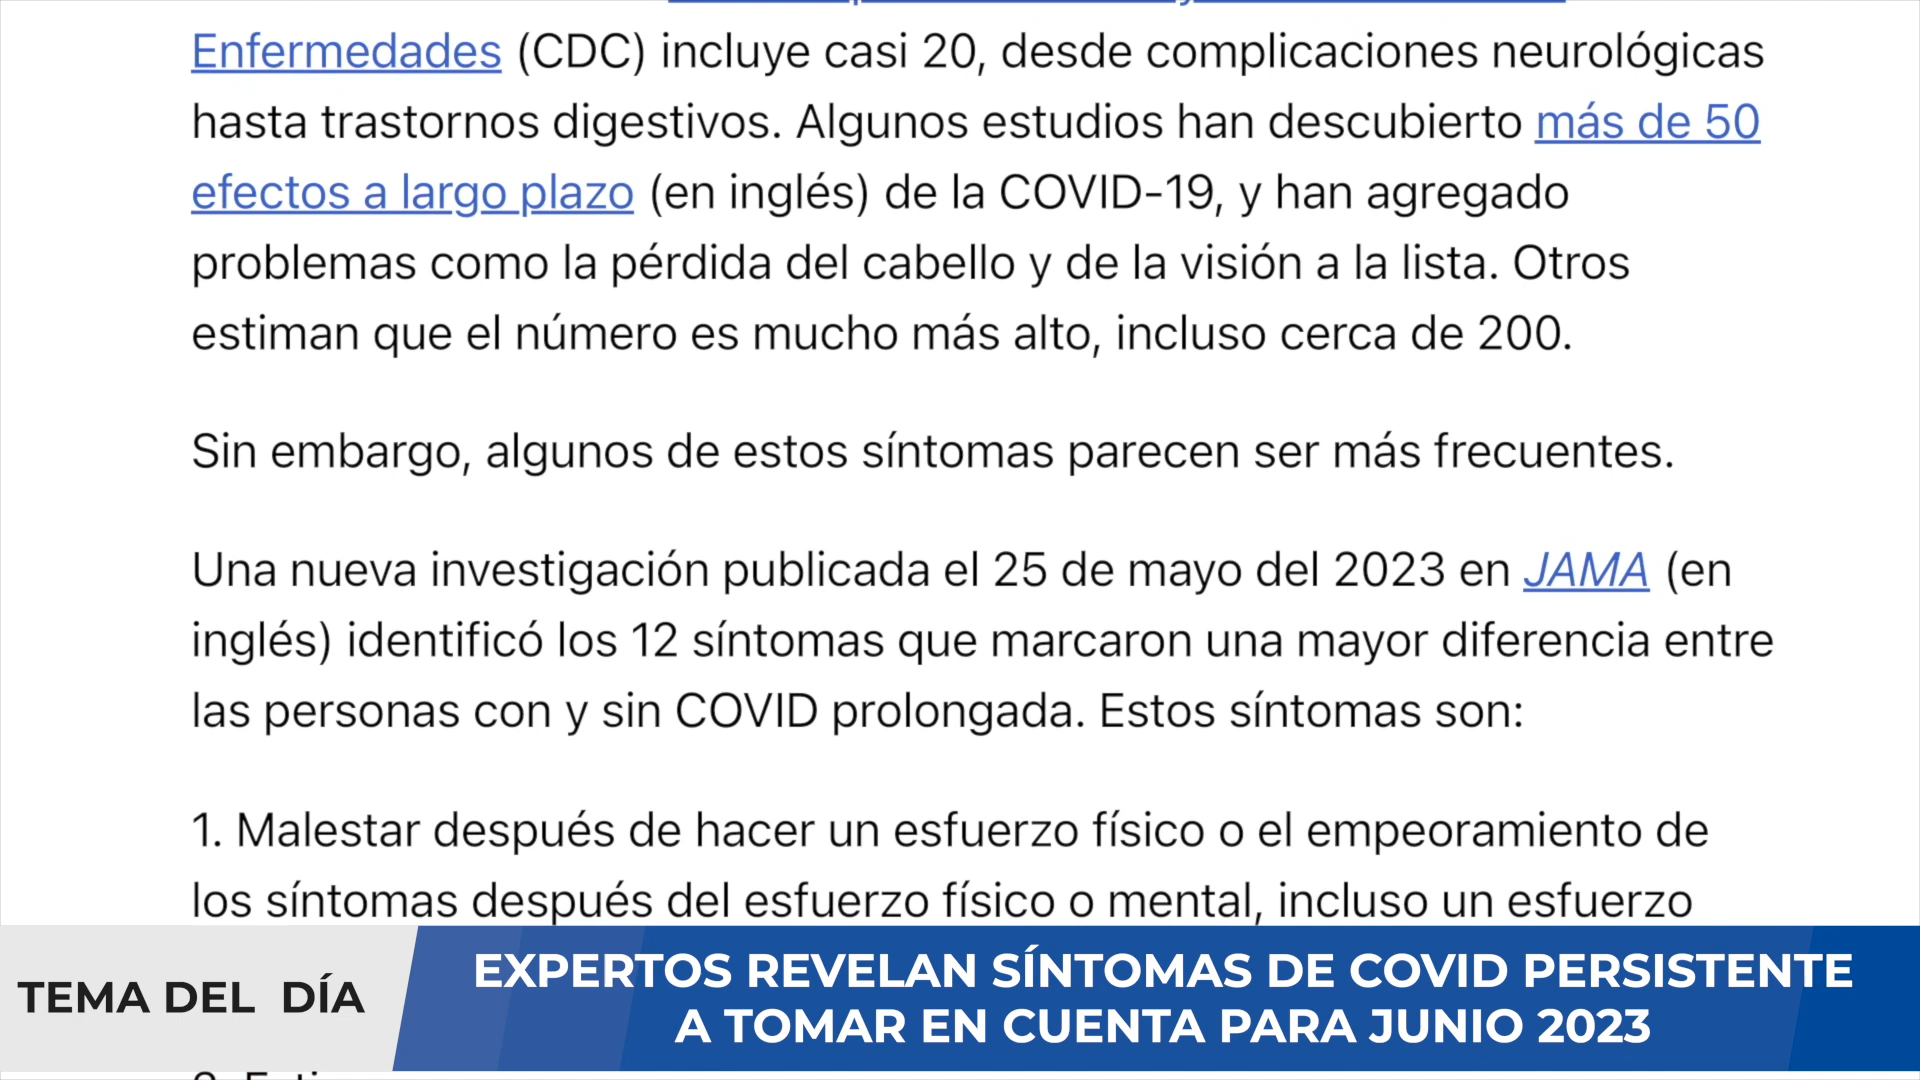 Enfermedades (CDC) incluye casi 20, desde complicaciones neurológicas
hasta trastornos digestivos. Algunos estudios han descubierto más de 50
efectos a largo plazo (en inglés) de la COVID-19, y han agregado
problemas como la pérdida del cabello y de la visión a la lista. Otros
estiman que el número es mucho más alto, incluso cerca de 200.
Sin embargo, algunos de estos síntomas parecen ser más frecuentes.
Una nueva investigación publicada el 25 de mayo del 2023 en JAMA (en
inglés) identificó los 12 síntomas que marcaron una mayor diferencia entre
las personas con y sin COVID prolongada. Estos síntomas son:
1. Malestar después de hacer un esfuerzo físico o el empeoramiento de
los síntomas después del esfuerzo físico o mental, incluso un esfuerzo
TEMA DEL DÍA
EXPERTOS REVELAN SÍNTOMAS DE COVID PERSISTENTE
A TOMAR EN CUENTA PARA JUNIO 2023